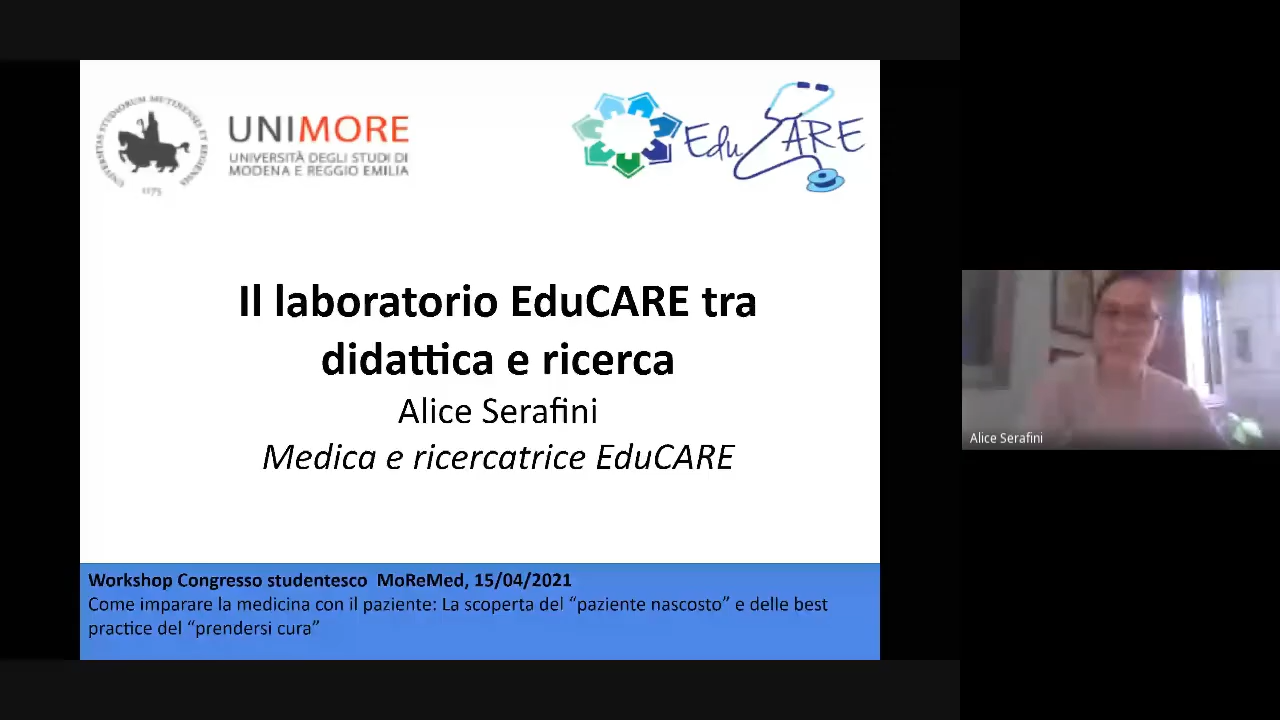 UNIMORE
UNIVERSITÀ DEGLI STUDI DI
MODENA E REGGIO EMILIA
1175
EduCARE
Il laboratorio EduCARE tra
didattica e ricerca
Alice Serafini
Medica e ricercatrice EduCARE
Alice Serafini
Workshop Congresso studentesco MoReMed, 15/04/2021
Come imparare la medicina con il paziente: La scoperta del “paziente nascosto” e delle best
practice del “prendersi cura”